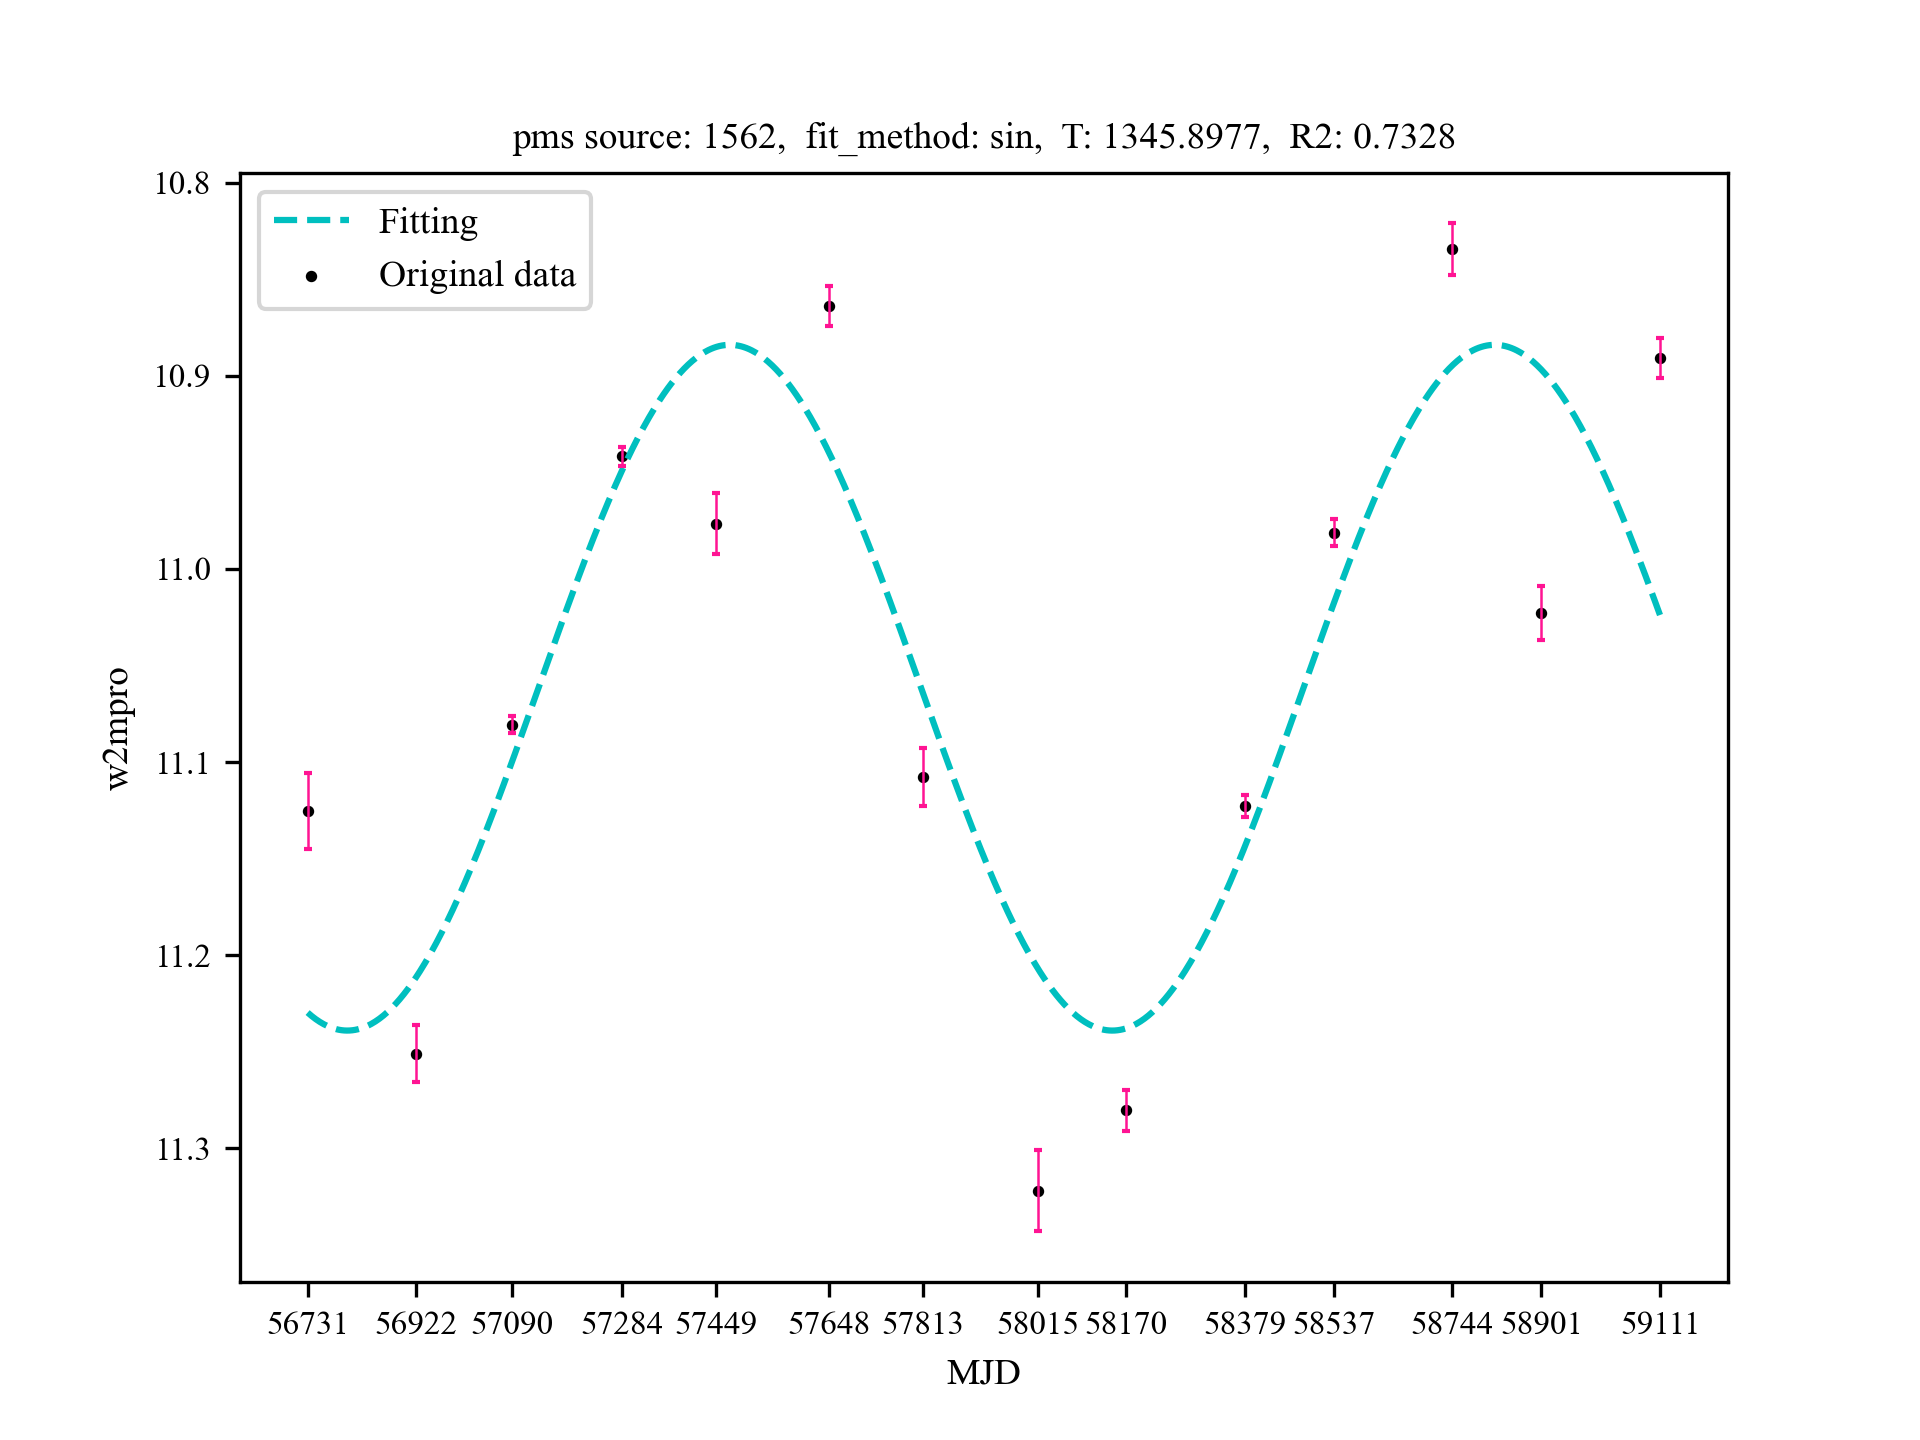 pms source: 1562,  fit_method: sin,  T: 1345.8977,  R2: 0.7328
Fitting
Original data
10.8
10.9
11.0
11.1
11.2
11.3
w2mpro
56731 56922 57090 57284 57449 57648 57813 58015 58170 58379 58537 58744 58901 59111
MJD